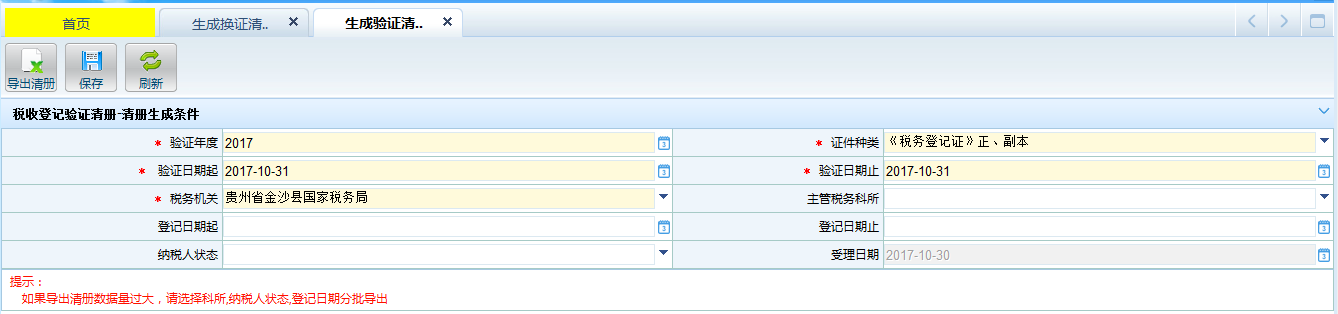 首页 生成换证清.. 生成验证清..
导出清册 保存 刷新
税收登记验证清册-清册生成条件
* 验证年度 2017 * 证件种类 《税务登记证》正、副本
* 验证日期起 2017-10-31 * 验证日期止 2017-10-31
* 税务机关 贵州省金沙县国家税务局 主管税务科所
登记日期起 登记日期止
纳税人状态 受理日期 2017-10-30
提示：
如果导出清册数据量过大，请选择科所,纳税人状态,登记日期分批导出